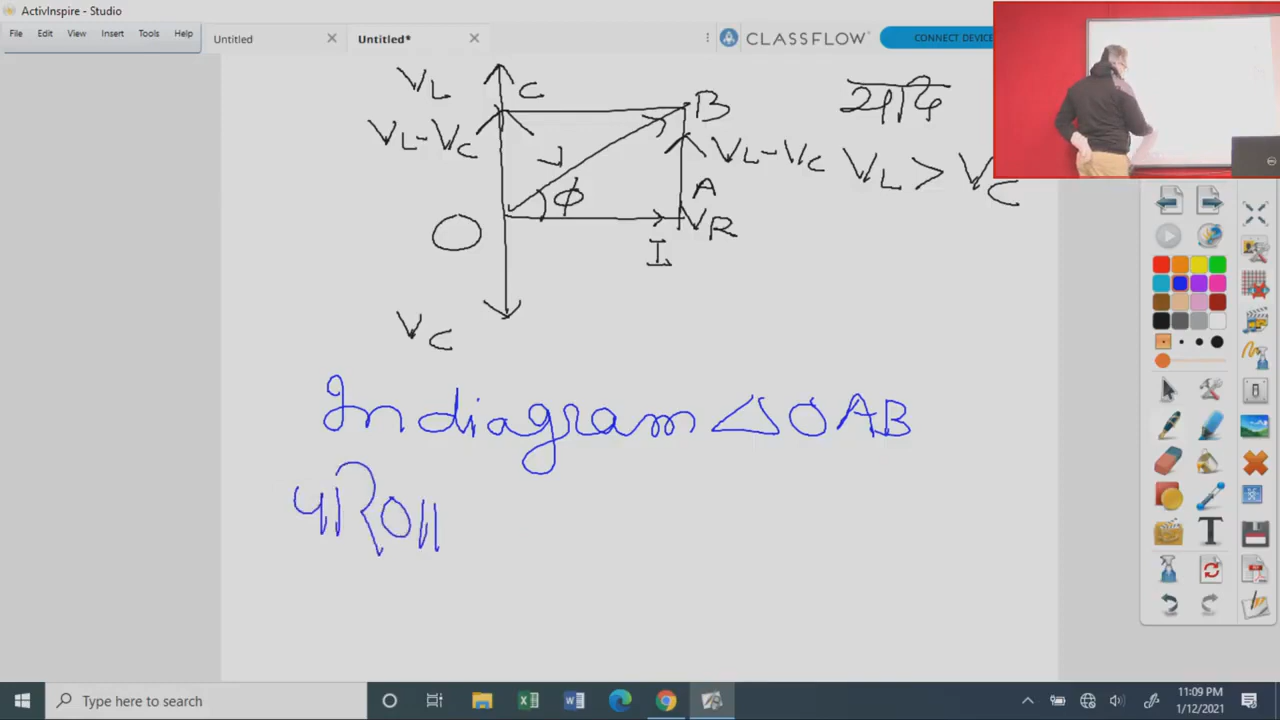 ActivInspire - Studio
File Edit View Insert Tools Help
Untitled
Untitled*
CLASSFLOW
CONNECT DEVICE
VL
C
B
यदि
VL-VC
V
VL-VC
VL > VC
φ
A
O
VR
I
VC
In diagram △OAB
Type here to search
11:09 PM
1/12/2021